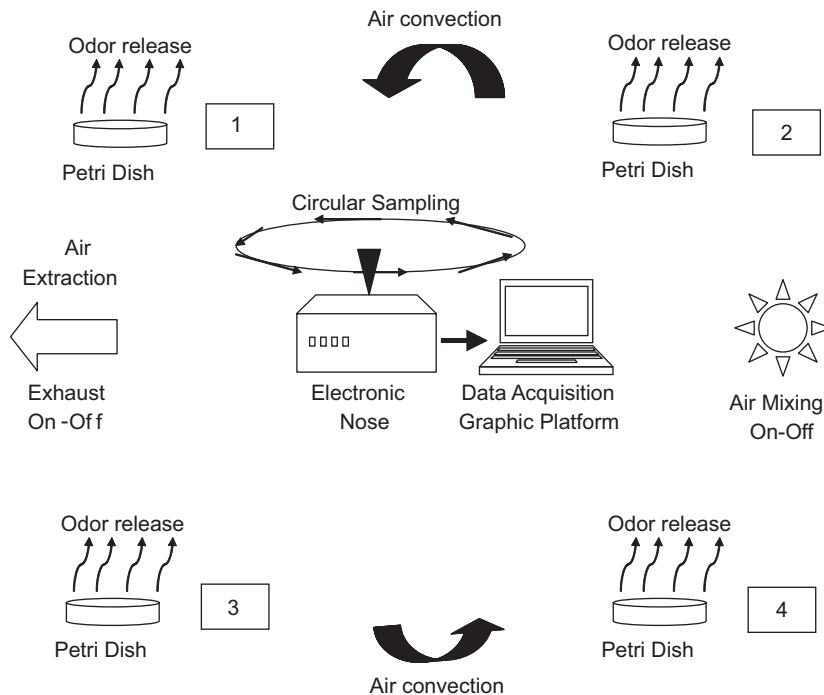 Air convection
Odor release
Odor release
1
2
Petri Dish
Petri Dish
Circular Sampling
Air
Extraction
Exhaust
On -Of f
Electronic
Nose
Data Acquisition
Graphic Platform
Air Mixing
On-Off
Odor release
Odor release
3
4
Petri Dish
Petri Dish
Air convection